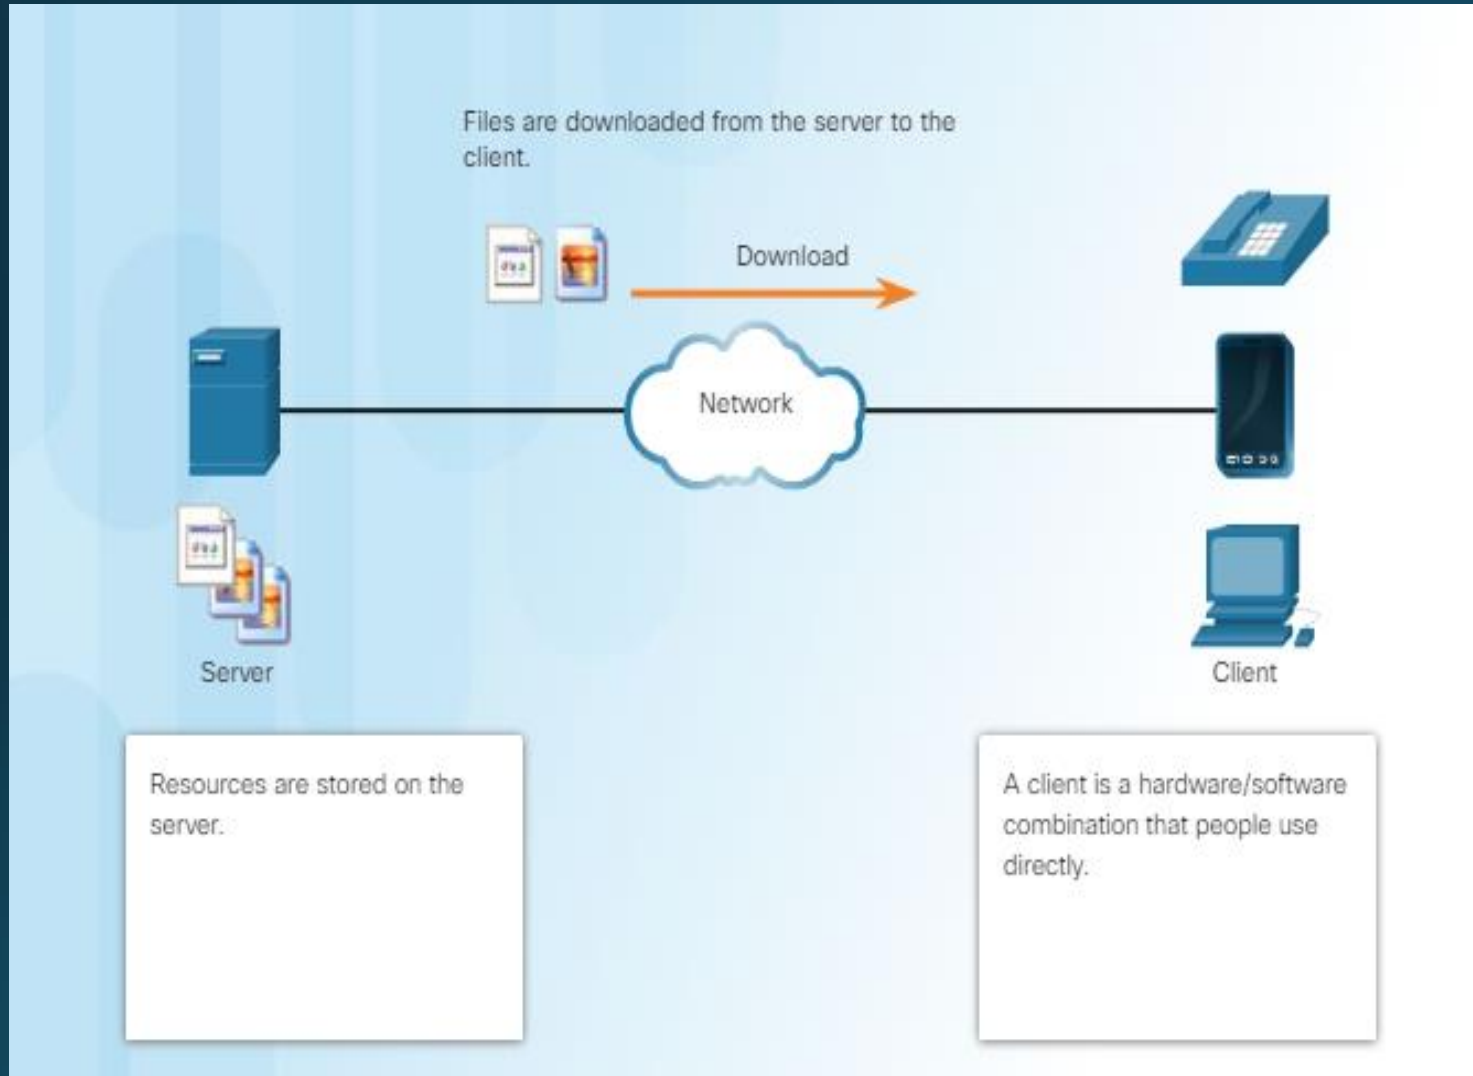 Files are downloaded from the server to the
client.
Download
Network
Server
Client
Resources are stored on the
server.
A client is a hardware/software
combination that people use
directly.